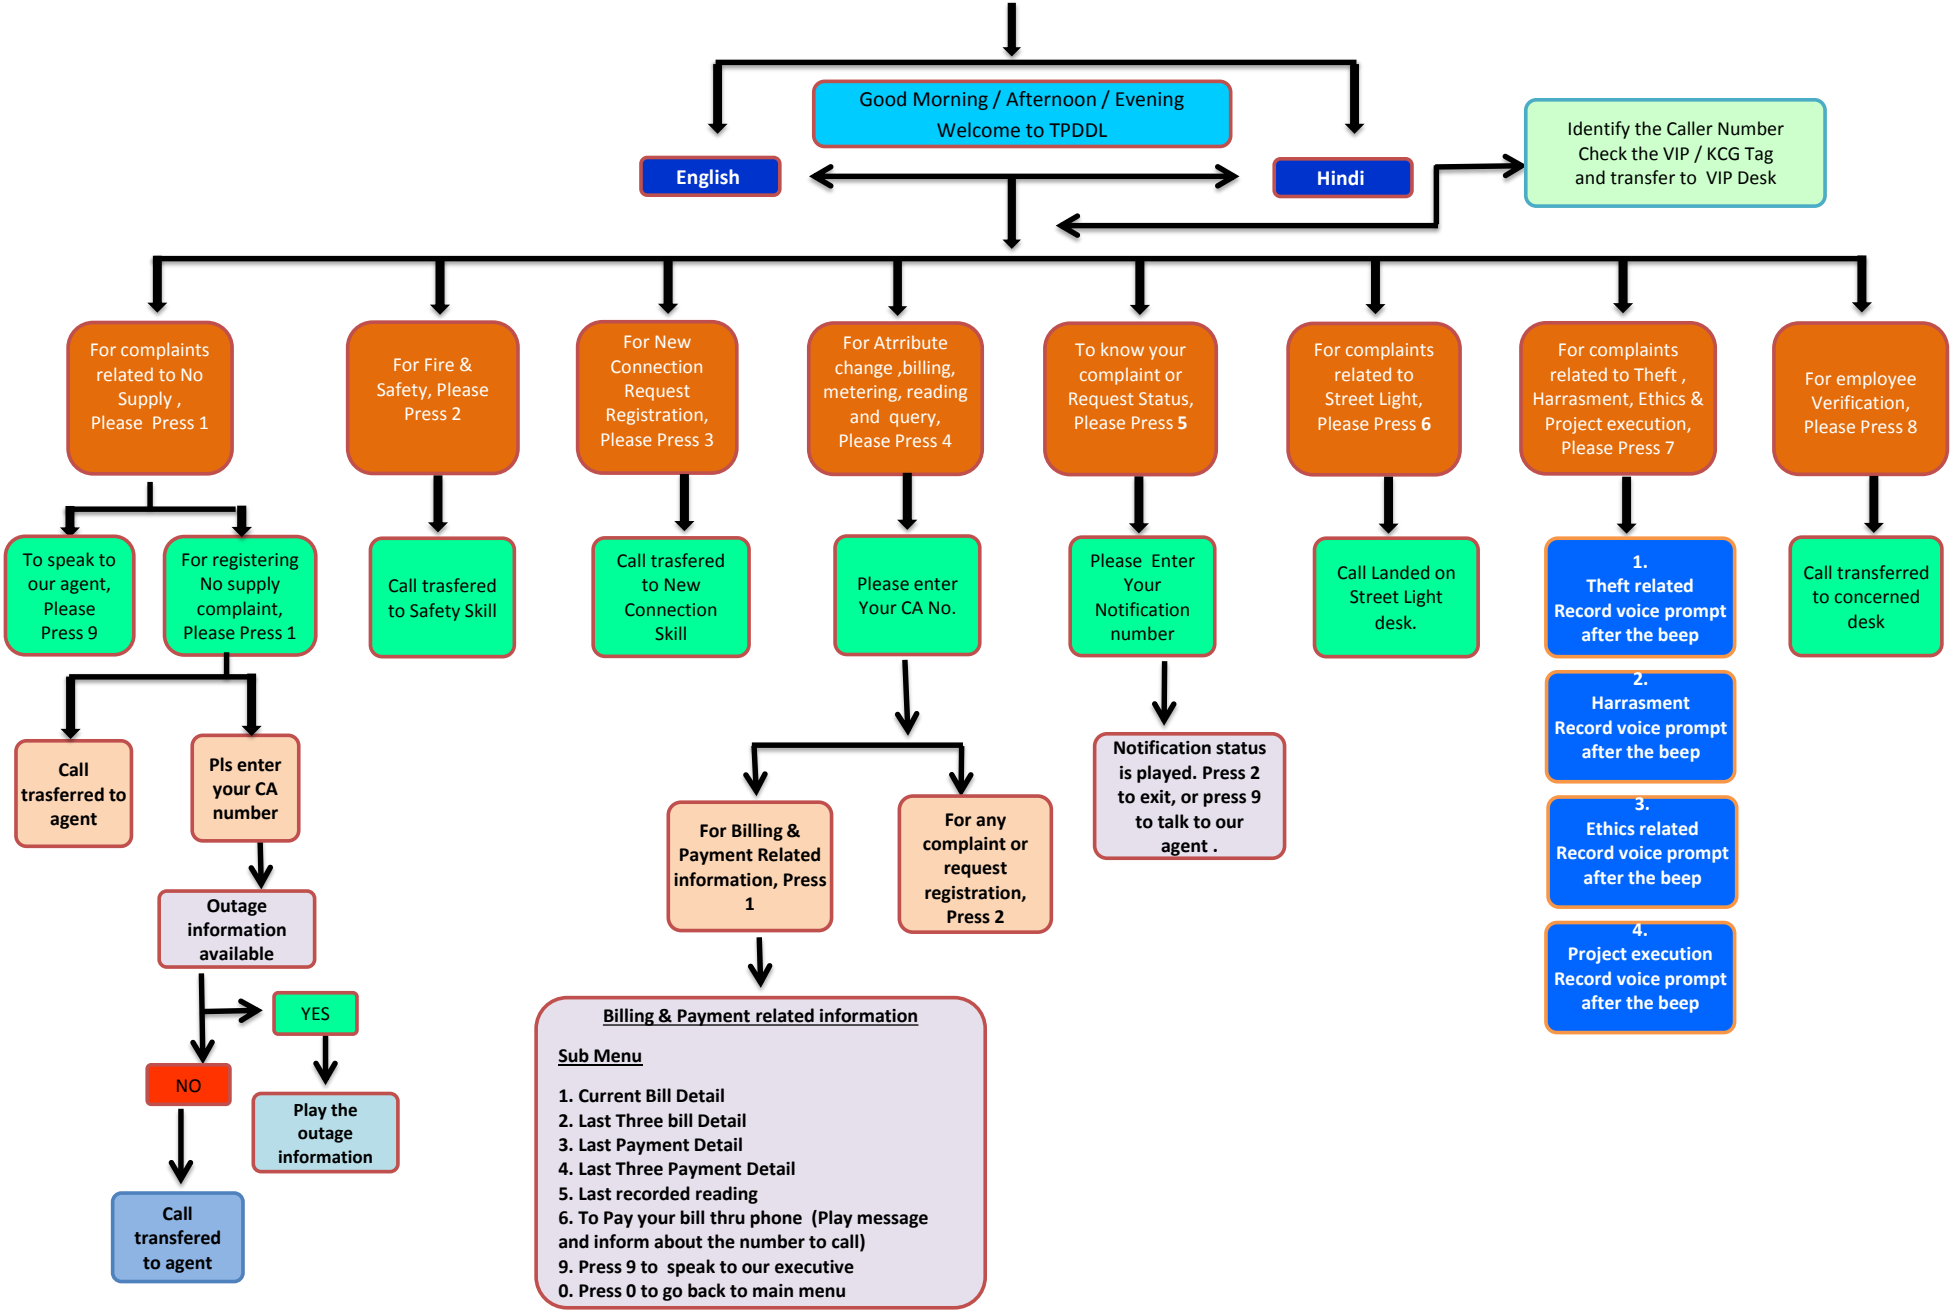 Good Morning / Afternoon / Evening
Welcome to TPDDL
English
Hindi
Identify the Caller Number
Check the VIP / KCG Tag
and transfer to VIP Desk
For complaints
related to No
Supply ,
Please Press 1
For Fire &
Safety, Please
Press 2
For New
Connection
Request
Registration,
Please Press 3
For Atrribute
change ,billing,
metering, reading
and query,
Please Press 4
To know your
complaint or
Request Status,
Please Press 5
For complaints
related to
Street Light,
Please Press 6
For complaints
related to Theft ,
Harrasment, Ethics &
Project execution,
Please Press 7
For employee
Verification,
Please Press 8
To speak to
our agent,
Please
Press 9
For registering
No supply
complaint,
Please Press 1
Call trasfered
to Safety Skill
Call trasfered
to New
Connection
Skill
Please enter
Your CA No.
Please Enter
Your
Notification
number
Call Landed on
Street Light
desk.
1.
Theft related
Record voice prompt
after the beep
Call transferred
to concerned
desk
2.
Harrasment
Record voice prompt
after the beep
3.
Ethics related
Record voice prompt
after the beep
4.
Project execution
Record voice prompt
after the beep
Call
trasferred to
agent
Pls enter
your CA
number
Notification status
is played. Press 2
to exit, or press 9
to talk to our
agent .
For Billing &
Payment Related
information, Press
1
For any
complaint or
request
registration,
Press 2
Outage
information
available
YES
NO
Play the
outage
information
Call
transfered
to agent
Billing & Payment related information
Sub Menu
1. Current Bill Detail
2. Last Three bill Detail
3. Last Payment Detail
4. Last Three Payment Detail
5. Last recorded reading
6. To Pay your bill thru phone (Play message
and inform about the number to call)
9. Press 9 to speak to our executive
0. Press 0 to go back to main menu